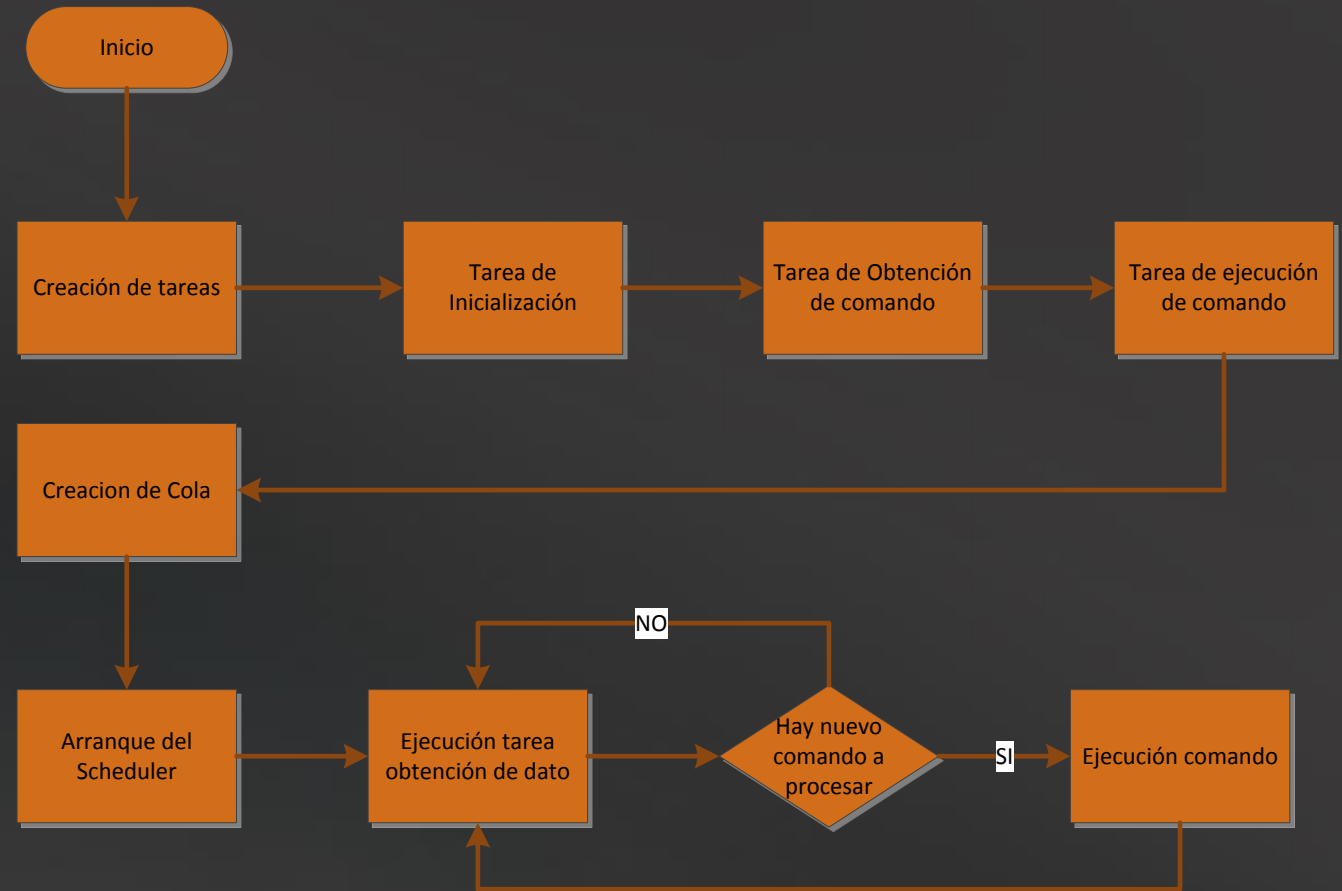 Inicio
Creación de tareas
Tarea de
Inicialización
Tarea de Obtención
de comando
Tarea de ejecución
de comando
Creacion de Cola
NO
Arranque del
Scheduler
Ejecución tarea
obtención de dato
Hay nuevo
comando a
procesar
SI
Ejecución comando